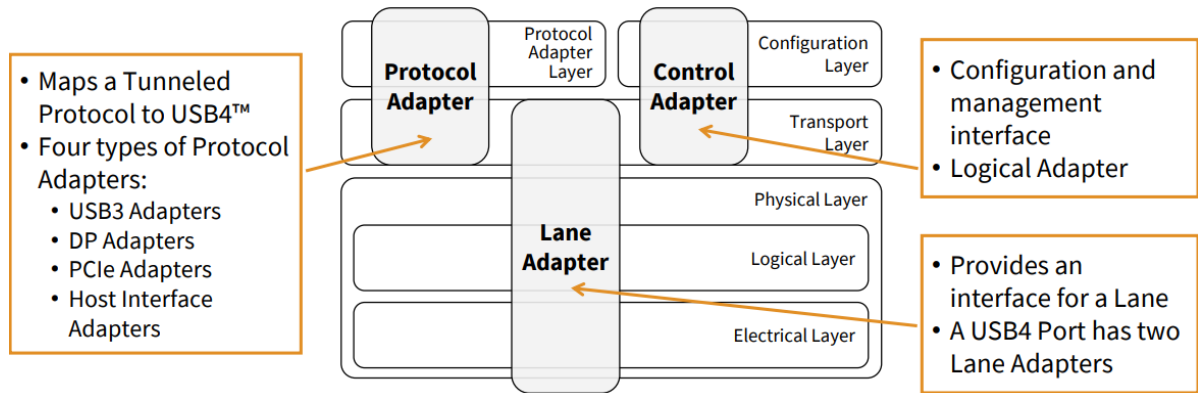 • Maps a Tunneled
Protocol to USB4™
• Four types of Protocol
Adapters:
• USB3 Adapters
• DP Adapters
• PCIe Adapters
• Host Interface
Adapters
Protocol
Adapter
Protocol
Adapter
Layer
Control
Adapter
Configuration
Layer
Transport
Layer
Lane
Adapter
Physical Layer
Logical Layer
Electrical Layer
• Configuration and
management
interface
• Logical Adapter
• Provides an
interface for a Lane
• A USB4 Port has two
Lane Adapters